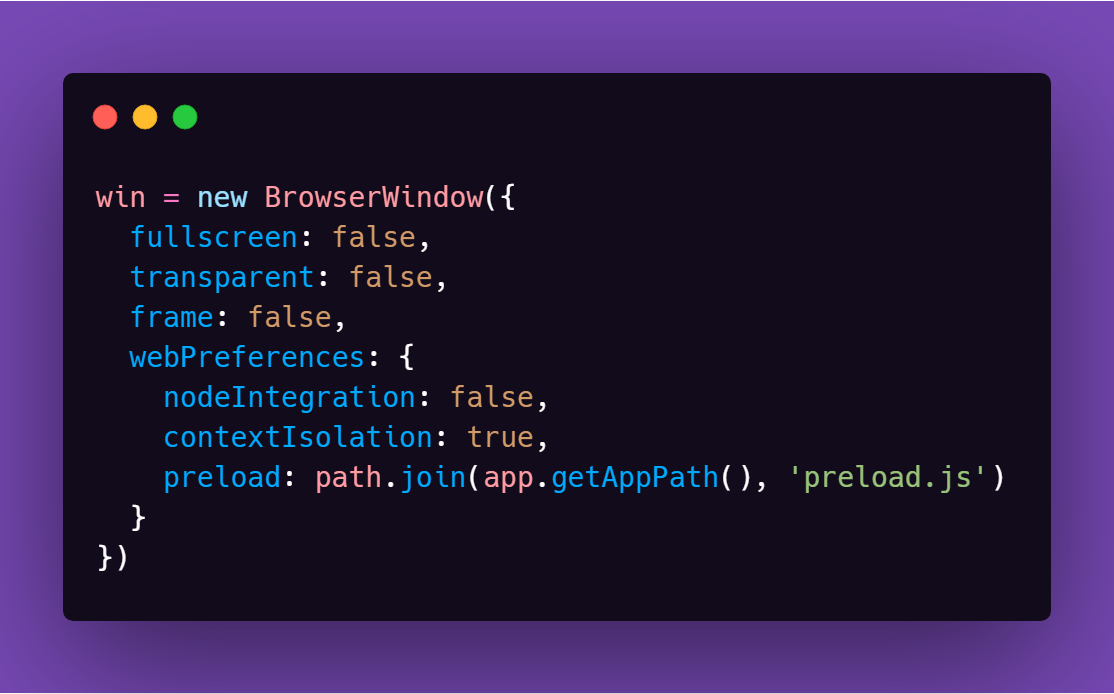 win = new BrowserWindow({
  fullscreen: false,
  transparent: false,
  frame: false,
  webPreferences: {
    nodeIntegration: false,
    contextIsolation: true,
    preload: path.join(app.getAppPath(), 'preload.js')
  }
})